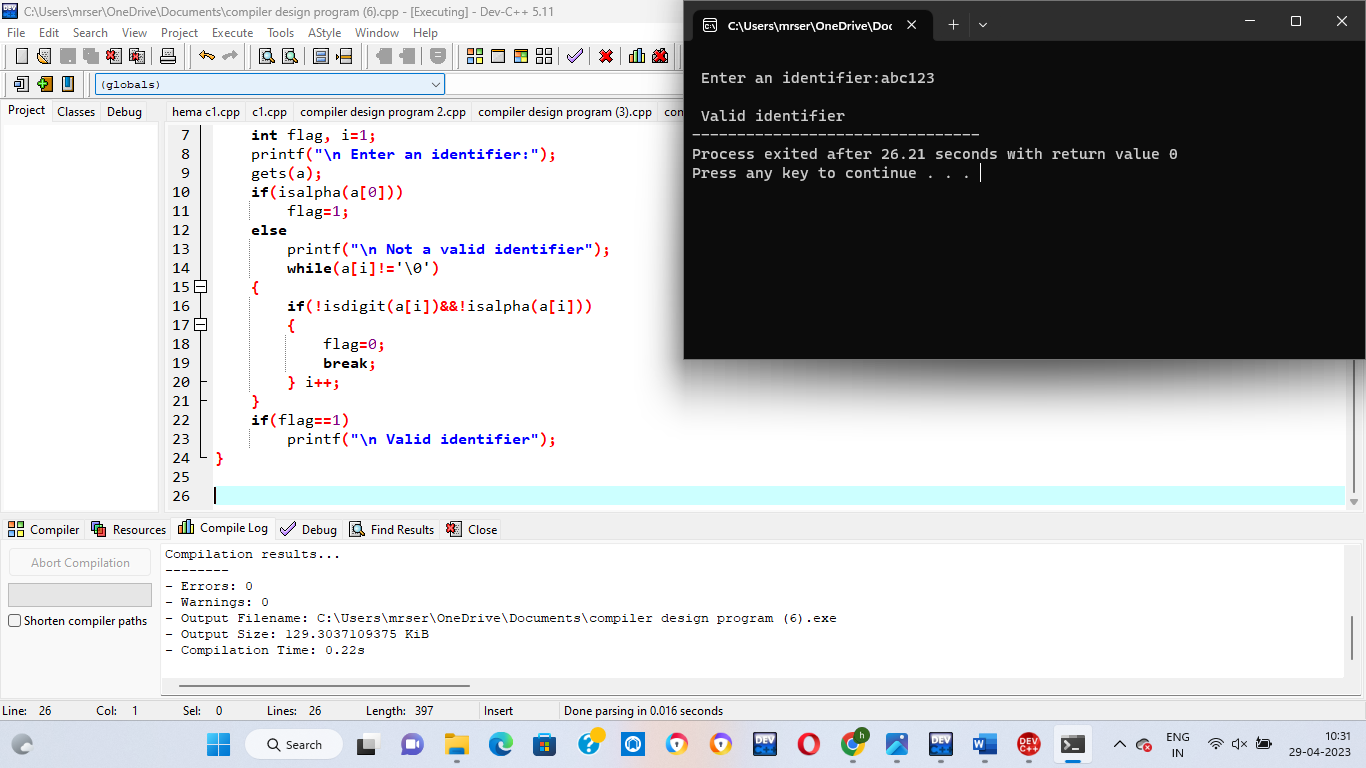 C:\Users\mrser\OneDrive\Documents\compiler design program (6).cpp - [Executing] - Dev-C++ 5.11
File Edit Search View Project Execute Tools AStyle Window Help
(globals)
Project Classes Debug
hema c1.cpp c1.cpp compiler design program 2.cpp compiler design program (3).cpp con
7 int flag, i=1;
8 printf("\n Enter an identifier:");
9 gets(a);
10 if(isalpha(a[0]))
11 flag=1;
12 else
13 printf("\n Not a valid identifier");
14 while(a[i]!='\0')
15 {
16 if(!isdigit(a[i])&&!isalpha(a[i]))
17 {
18 flag=0;
19 break;
20 } i++;
21 }
22 if(flag==1)
23 printf("\n Valid identifier");
24 }
25
26
C:\Users\mrser\OneDrive\Doc
Enter an identifier:abc123
Valid identifier
--------------------------------
Process exited after 26.21 seconds with return value 0
Press any key to continue . . .
Compiler Resources Compile Log Debug Find Results Close
Abort Compilation
Shorten compiler paths
Compilation results...
--------
- Errors: 0
- Warnings: 0
- Output Filename: C:\Users\mrser\OneDrive\Documents\compiler design program (6).exe
- Output Size: 129.3037109375 KiB
- Compilation Time: 0.22s
Line: 26 Col: 1 Sel: 0 Lines: 26 Length: 397 Insert Done parsing in 0.016 seconds
Search
DEV C++
h
DEV C++
W
DEV C++
ENG
IN
10:31
29-04-2023